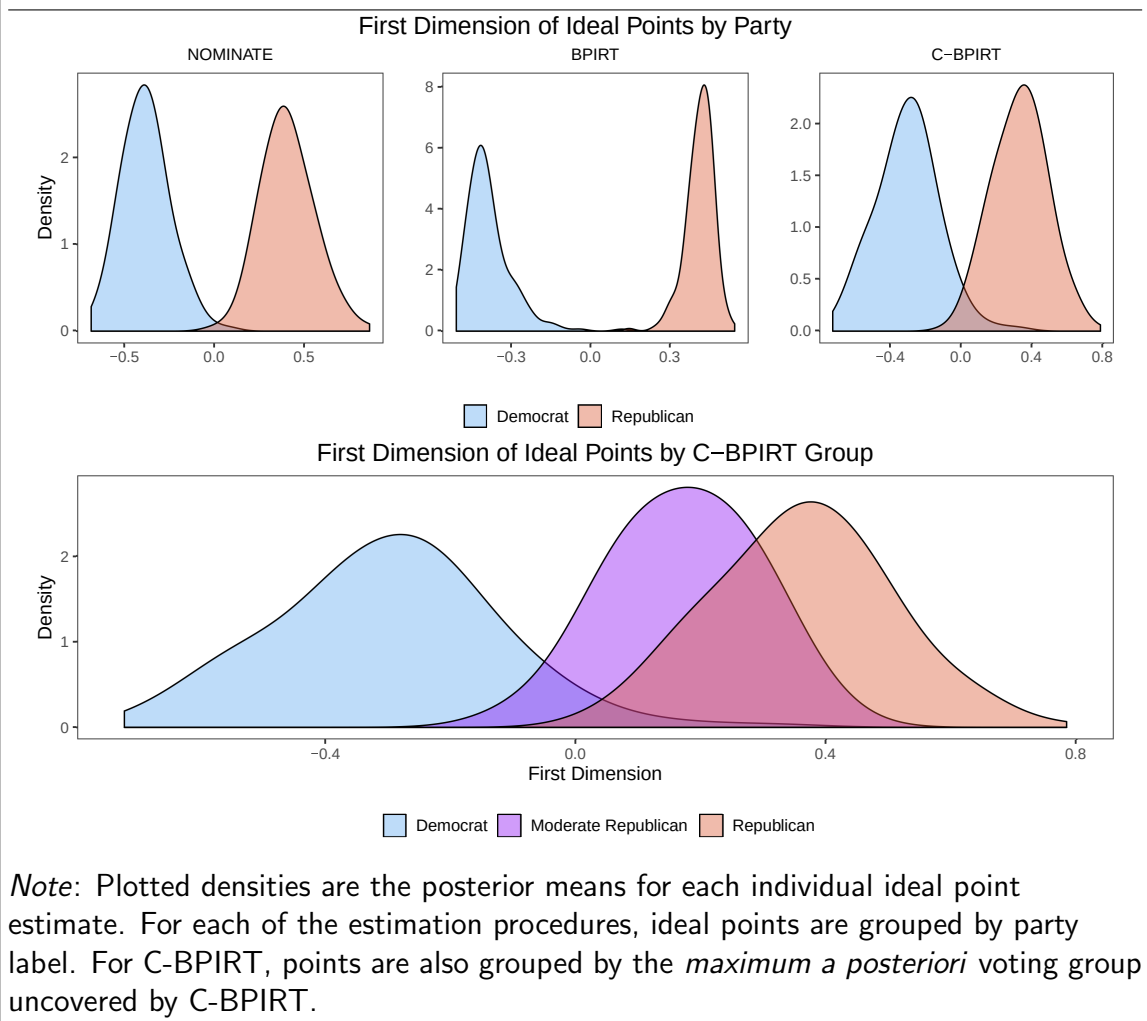 First Dimension of Ideal Points by Party
NOMINATE
BPIRT
C−BPIRT
Density
2
1
0
−0.5
0.0
0.5
8
6
4
2
0
−0.3
0.0
0.3
2.0
1.5
1.0
0.5
0.0
−0.4
0.0
0.4
0.8
Democrat
Republican
First Dimension of Ideal Points by C−BPIRT Group
Density
2
1
0
−0.4
0.0
0.4
0.8
First Dimension
Democrat
Moderate Republican
Republican
Note: Plotted densities are the posterior means for each individual ideal point
estimate. For each of the estimation procedures, ideal points are grouped by party
label. For C-BPIRT, points are also grouped by the maximum a posteriori voting group
uncovered by C-BPIRT.